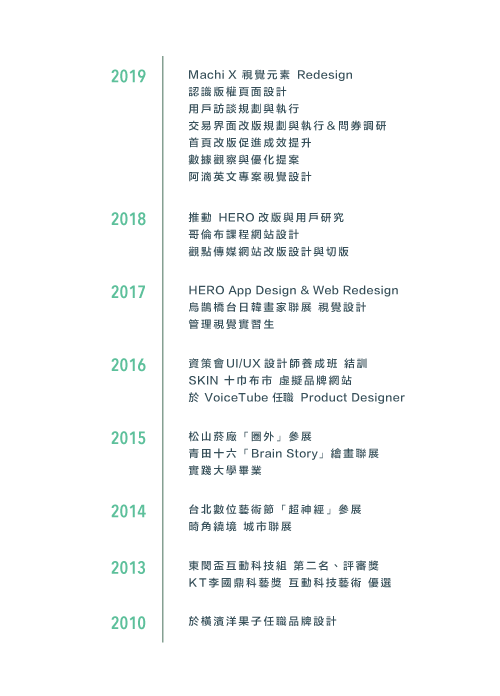 2019
Machi X 視覺元素 Redesign
認識版權頁面設計
用戶訪談規劃與執行
交易界面改版規劃與執行＆問券調研
首頁改版促進成效提升
數據觀察與優化提案
阿滴英文專案視覺設計
2018
推動 HERO 改版與用戶研究
哥倫布課程網站設計
觀點傳媒網站改版設計與切版
2017
HERO App Design & Web Redesign
烏鵲橋台日韓畫家聯展 視覺設計
管理視覺實習生
2016
資策會UI/UX 設計師養成班 結訓
SKIN 十巾布市 虛擬品牌網站
於 VoiceTube 任職 Product Designer
2015
松山菸廠「圈外」參展
青田十六「Brain Story」繪畫聯展
實踐大學畢業
2014
台北數位藝術節「超神經」參展
畸角繞境 城市聯展
2013
東閔盃互動科技組 第二名、評審獎
KT李國鼎科藝獎 互動科技藝術 優選
2010
於橫濱洋果子任職品牌設計